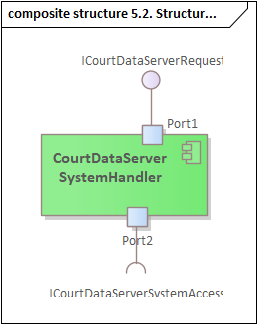 composite structure 5.2. Structur...
ICourtDataServerRequest
Port1
CourtDataServer
SystemHandler
Port2
ICourtDataServerSystemAccess